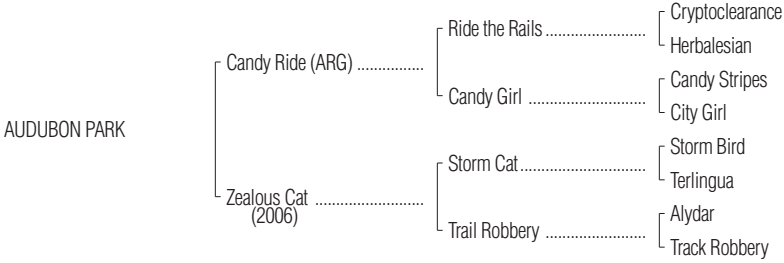 Cryptoclearance
Ride the Rails ........................
Herbalesian
Candy Ride (ARG) ................
Candy Stripes
Candy Girl ............................
City Girl
AUDUBON PARK
Storm Bird
Storm Cat..............................
Terlingua
Zealous Cat ..........................
(2006)
Alydar
Trail Robbery ........................
Track Robbery